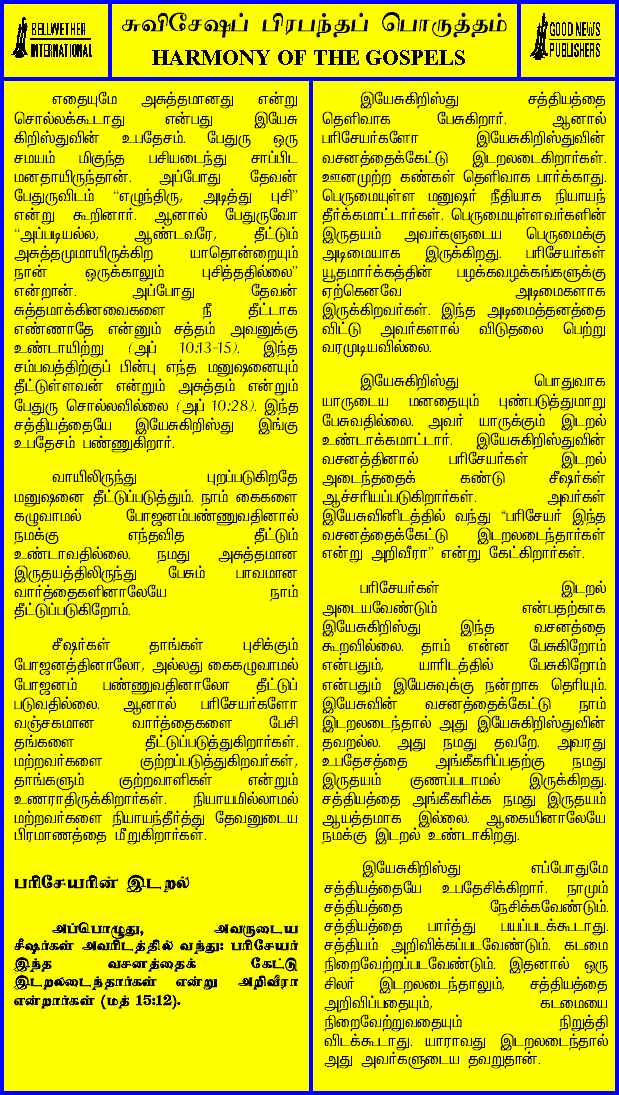 BELLWETHER
INTERNATIONAL
சுவிசேஷப் பிரபந்தப் பொருத்தம்
HARMONY OF THE GOSPELS
GOOD NEWS
PUBLISHERS
எதையுமே அசுத்தமானது என்று
சொல்லக்கூடாது என்பது இயேசு
கிறிஸ்துவின் உபதேசம். பேதுரு ஒரு
சமயம் மிகுந்த பசியடைந்து சாப்பிட
மனதாயிருந்தான். அப்போது தேவன்
பேதுருவிடம் “எழுந்திரு, அடித்து புசி”
என்று கூறினார். ஆனால் பேதுருவோ
“அப்படியல்ல, ஆண்டவரே, தீட்டும்
அசுத்தமுமாயிருக்கிற யாதொன்றையும்
நான் ஒருக்காலும் புசித்ததில்லை”
என்றான். அப்போது தேவன்
சுத்தமாக்கினவைகளை நீ தீட்டாக
எண்ணாதே என்னும் சத்தம் அவனுக்கு
உண்டாயிற்று (அப் 10:13-15). இந்த
சம்பவத்திற்குப் பின்பு எந்த மனுஷனையும்
தீட்டுள்ளவன் என்றும் அசுத்தம் என்றும்
பேதுரு சொல்லவில்லை (அப் 10:28). இந்த
சத்தியத்தையே இயேசுகிறிஸ்து இங்கு
உபதேசம் பண்ணுகிறார்.
வாயிலிருந்து புறப்படுகிறதே
மனுஷனை தீட்டுப்படுத்தும். நாம் கைகளை
கழுவாமல் போஜனம்பண்ணுவதினால்
நமக்கு எந்தவித தீட்டும்
உண்டாவதில்லை. நமது அசுத்தமான
இருதயத்திலிருந்து பேசும் பாவமான
வார்த்தைகளினாலேயே நாம்
தீட்டுப்படுகிறோம்.
சீஷர்கள் தாங்கள் புசிக்கும்
போஜனத்தினாலோ, அல்லது கைகழுவாமல்
போஜனம் பண்ணுவதினாலோ தீட்டுப்
படுவதில்லை. ஆனால் பரிசேயர்களோ
வஞ்சகமான வார்த்தைகளை பேசி
தங்களை தீட்டுப்படுத்துகிறார்கள்.
மற்றவர்களை குற்றப்படுத்துகிறவர்கள்,
தாங்களும் குற்றவாளிகள் என்றும்
உணராதிருக்கிறார்கள். நியாயமில்லாமல்
மற்றவர்களை நியாயந்தீர்த்து தேவனுடைய
பிரமாணத்தை மீறுகிறார்கள்.
பரிசேயரின் இடறல்
அப்பொழுது, அவருடைய
சீஷர்கள் அவரிடத்தில் வந்து: பரிசேயர்
இந்த வசனத்தைக் கேட்டு
இடறலடைந்தார்கள் என்று அறிவீரா
என்றார்கள் (மத் 15:12).
இயேசுகிறிஸ்து சத்தியத்தை
தெளிவாக பேசுகிறார். ஆனால்
பரிசேயர்களோ இயேசுகிறிஸ்துவின்
வசனத்தைக்கேட்டு இடறலடைகிறார்கள்.
ஊனமுற்ற கண்கள் தெளிவாக பார்க்காது.
பெருமையுள்ள மனுஷர் நீதியாக நியாயந்
தீர்க்கமாட்டார்கள். பெருமையுள்ளவர்களின்
இருதயம் அவர்களுடைய பெருமைக்கு
அடிமையாக இருக்கிறது. பரிசேயர்கள்
யூதமார்க்கத்தின் பழக்கவழக்கங்களுக்கு
ஏற்கெனவே அடிமைகளாக
இருக்கிறவர்கள். இந்த அடிமைத்தனத்தை
விட்டு அவர்களால் விடுதலை பெற்று
வரமுடியவில்லை.
இயேசுகிறிஸ்து பொதுவாக
யாருடைய மனதையும் புண்படுத்துமாறு
பேசுவதில்லை. அவர் யாருக்கும் இடறல்
உண்டாக்கமாட்டார். இயேசுகிறிஸ்துவின்
வசனத்தினால் பரிசேயர்கள் இடறல்
அடைந்ததைக் கண்டு சீஷர்கள்
ஆச்சரியப்படுகிறார்கள். அவர்கள்
இயேசுவினிடத்தில் வந்து “பரிசேயர் இந்த
வசனத்தைக்கேட்டு இடறலடைந்தார்கள்
என்று அறிவீரா” என்று கேட்கிறார்கள்.
பரிசேயர்கள் இடறல்
அடையவேண்டும் என்பதற்காக
இயேசுகிறிஸ்து இந்த வசனத்தை
கூறவில்லை. தாம் என்ன பேசுகிறோம்
என்பதும், யாரிடத்தில் பேசுகிறோம்
என்பதும் இயேசுவுக்கு நன்றாக தெரியும்.
இயேசுவின் வசனத்தைக்கேட்டு நாம்
இடறலடைந்தால் அது இயேசுகிறிஸ்துவின்
தவறல்ல. அது நமது தவறே. அவரது
உபதேசத்தை அங்கீகரிப்பதற்கு நமது
இருதயம் குணப்படாமல் இருக்கிறது.
சத்தியத்தை அங்கீகரிக்க நமது இருதயம்
ஆயத்தமாக இல்லை. ஆகையினாலேயே
நமக்கு இடறல் உண்டாகிறது.
இயேசுகிறிஸ்து எப்போதுமே
சத்தியத்தையே உபதேசிக்கிறார். நாமும்
சத்தியத்தை நேசிக்கவேண்டும்.
சத்தியத்தை பார்த்து பயப்படக்கூடாது.
சத்தியம் அறிவிக்கப்படவேண்டும். கடமை
நிறைவேற்றப்படவேண்டும். இதனால் ஒரு
சிலர் இடறலடைந்தாலும், சத்தியத்தை
அறிவிப்பதையும், கடமையை
நிறைவேற்றுவதையும் நிறுத்தி
விடக்கூடாது. யாராவது இடறலடைந்தால்
அது அவர்களுடைய தவறுதான்.